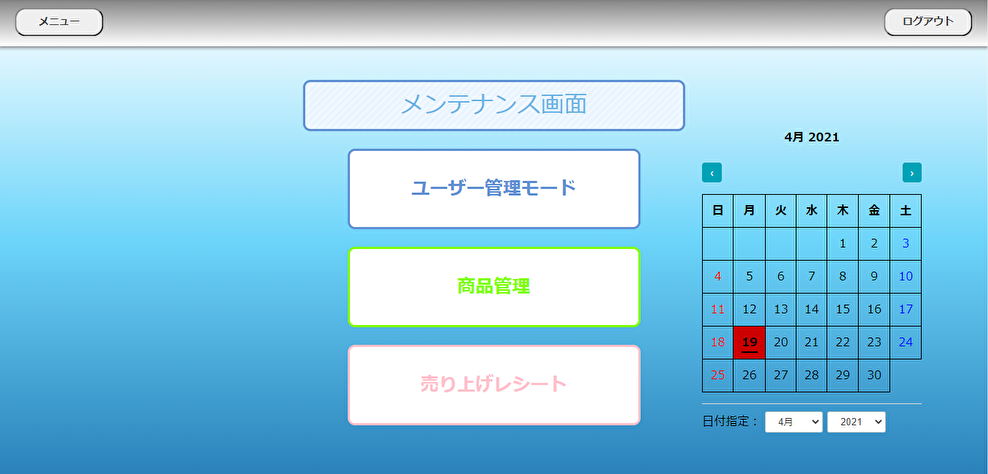 メニュー
ログアウト
メンテナンス画面
ユーザー管理モード
商品管理
売り上げレシート
4月 2021
‹ ›
日 月 火 水 木 金 土
1 2 3
4 5 6 7 8 9 10
11 12 13 14 15 16 17
18 19 20 21 22 23 24
25 26 27 28 29 30
日付指定： 4月 2021